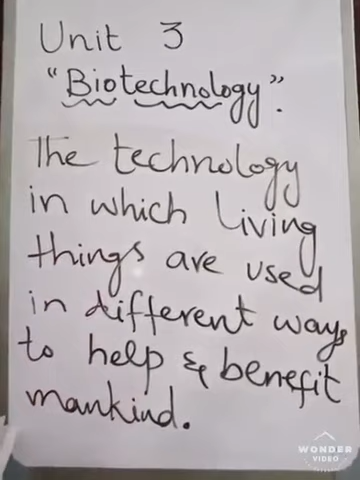 Unit 3
"Biotechnology".
The technology
in which living
things are used
in different ways
to help & benefit
mankind.
WONDER
VIDEO